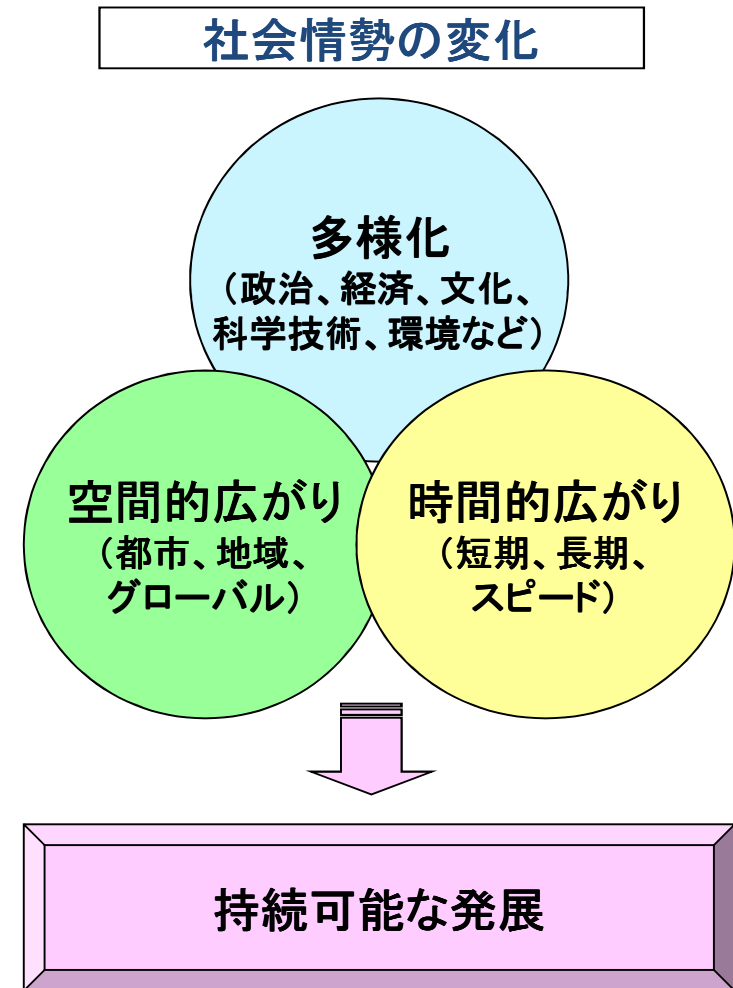 社会情勢の変化
多様化
（政治、経済、文化、
科学技術、環境など）
空間的広がり
（都市、地域、
グローバル）
時間的広がり
（短期、長期、
スピード）
持続可能な発展